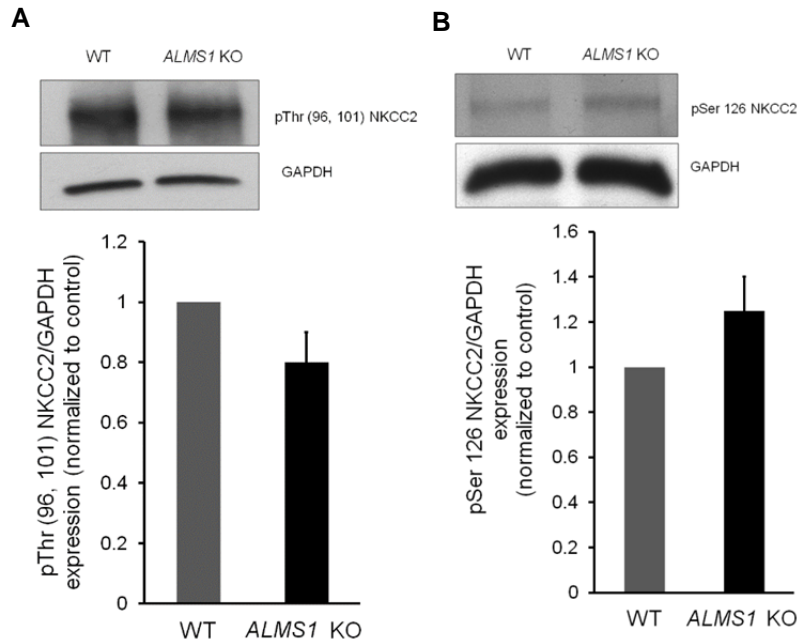 A
WT ALMS1 KO
pThr (96, 101) NKCC2
GAPDH
1.2
1
0.8
0.6
0.4
0.2
0
pThr (96, 101) NKCC2/GAPDH
expression (normalized to control)
WT ALMS1 KO
B
WT ALMS1 KO
pSer 126 NKCC2
GAPDH
1.6
1.4
1.2
1
0.8
0.6
0.4
0.2
0
pSer 126 NKCC2/GAPDH
expression
(normalized to control)
WT ALMS1 KO